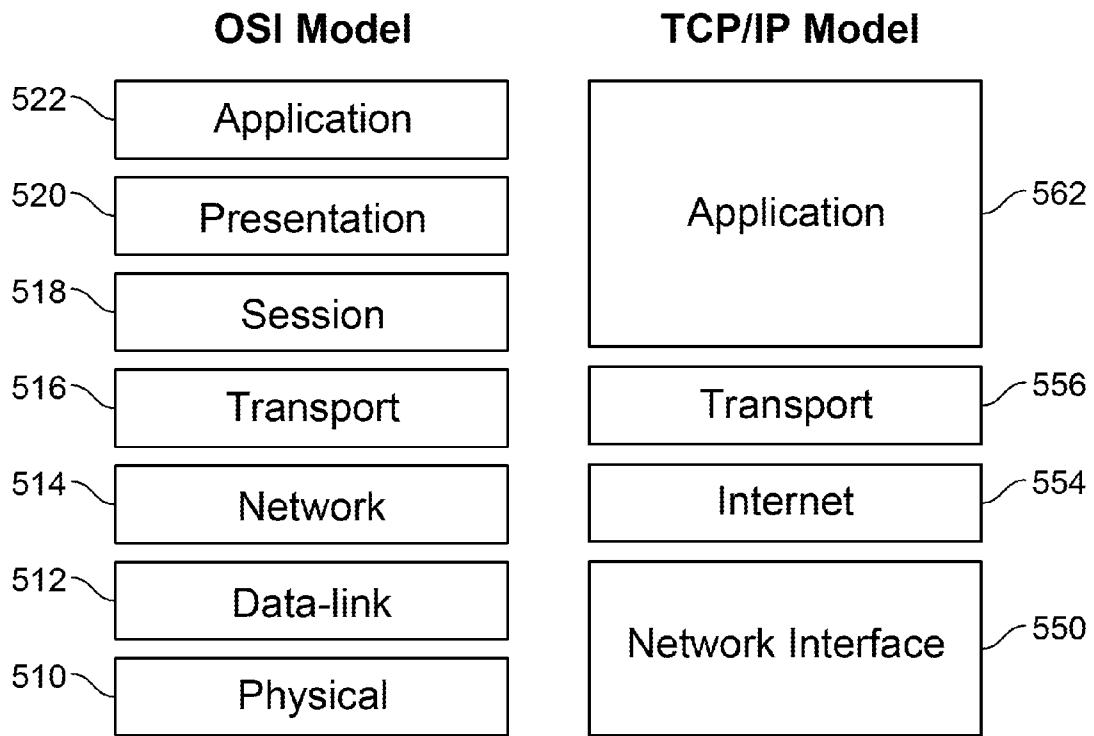 OSI Model
TCP/IP Model
522
Application
520
Presentation
518
Session
516
Transport
514
Network
512
Data-link
510
Physical
Application
562
Transport
556
Internet
554
Network Interface
550